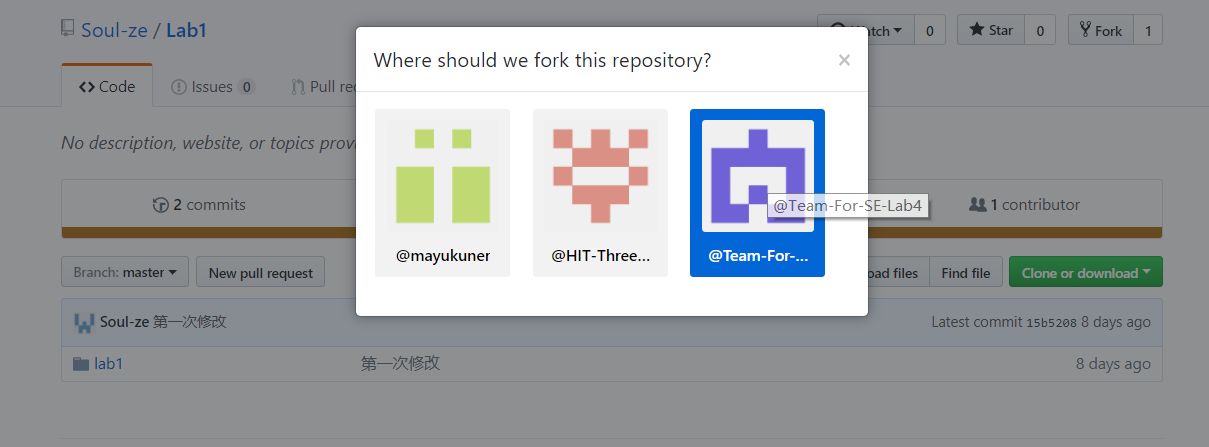 Soul-ze / Lab1
Watch 0
Star 0
Fork 1
Where should we fork this repository?
×
Code
Issues 0
Pull re
No description, website, or topics prov
@mayukuner
@HIT-Three...
@Team-For-...
@Team-For-SE-Lab4
2 commits
1 contributor
Branch: master
New pull request
oad files
Find file
Clone or download
Soul-ze 第一次修改
Latest commit 15b5208 8 days ago
lab1
第一次修改
8 days ago